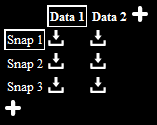 Data 1 Data 2
Snap 1
Snap 2
Snap 3